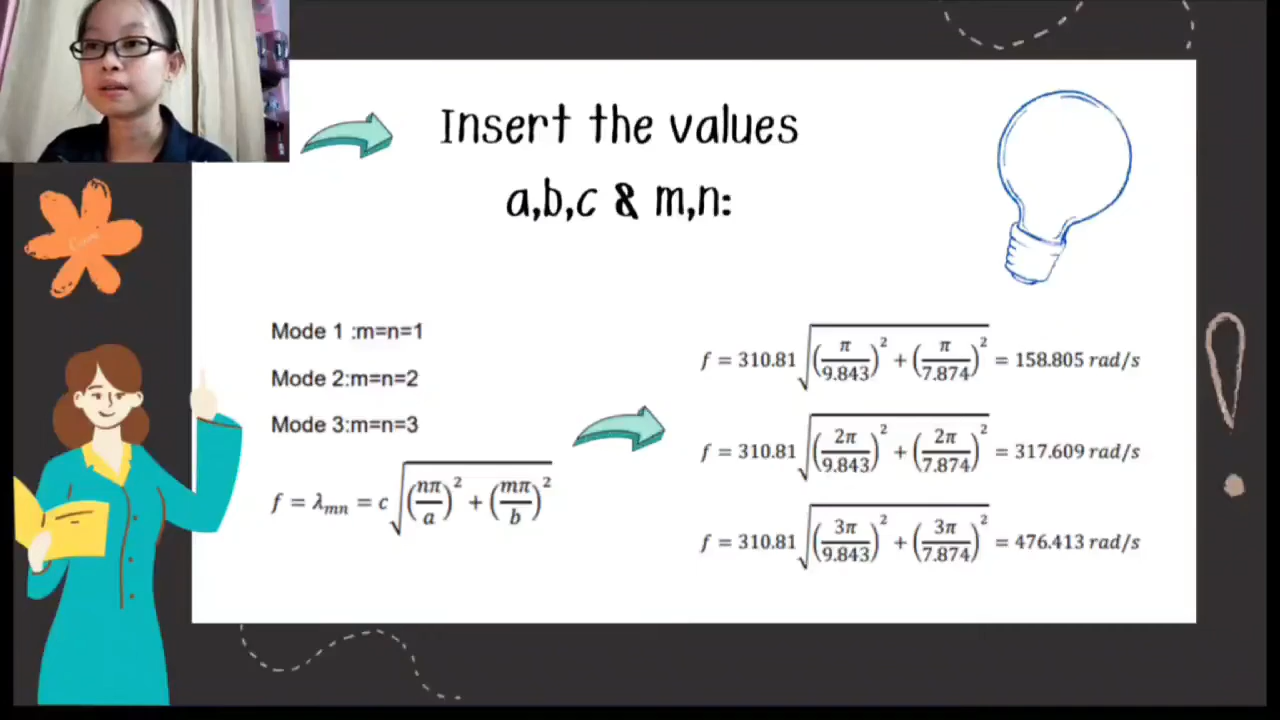 Insert the values
a,b,c & m,n:
Mode 1 :m=n=1
Mode 2:m=n=2
Mode 3:m=n=3
f = λₘₙ = c√((nπ/a)² + (mπ/b)²)
f = 310.81√((π/9.843)² + (π/7.874)²) = 158.805 rad/s
f = 310.81√((2π/9.843)² + (2π/7.874)²) = 317.609 rad/s
f = 310.81√((3π/9.843)² + (3π/7.874)²) = 476.413 rad/s